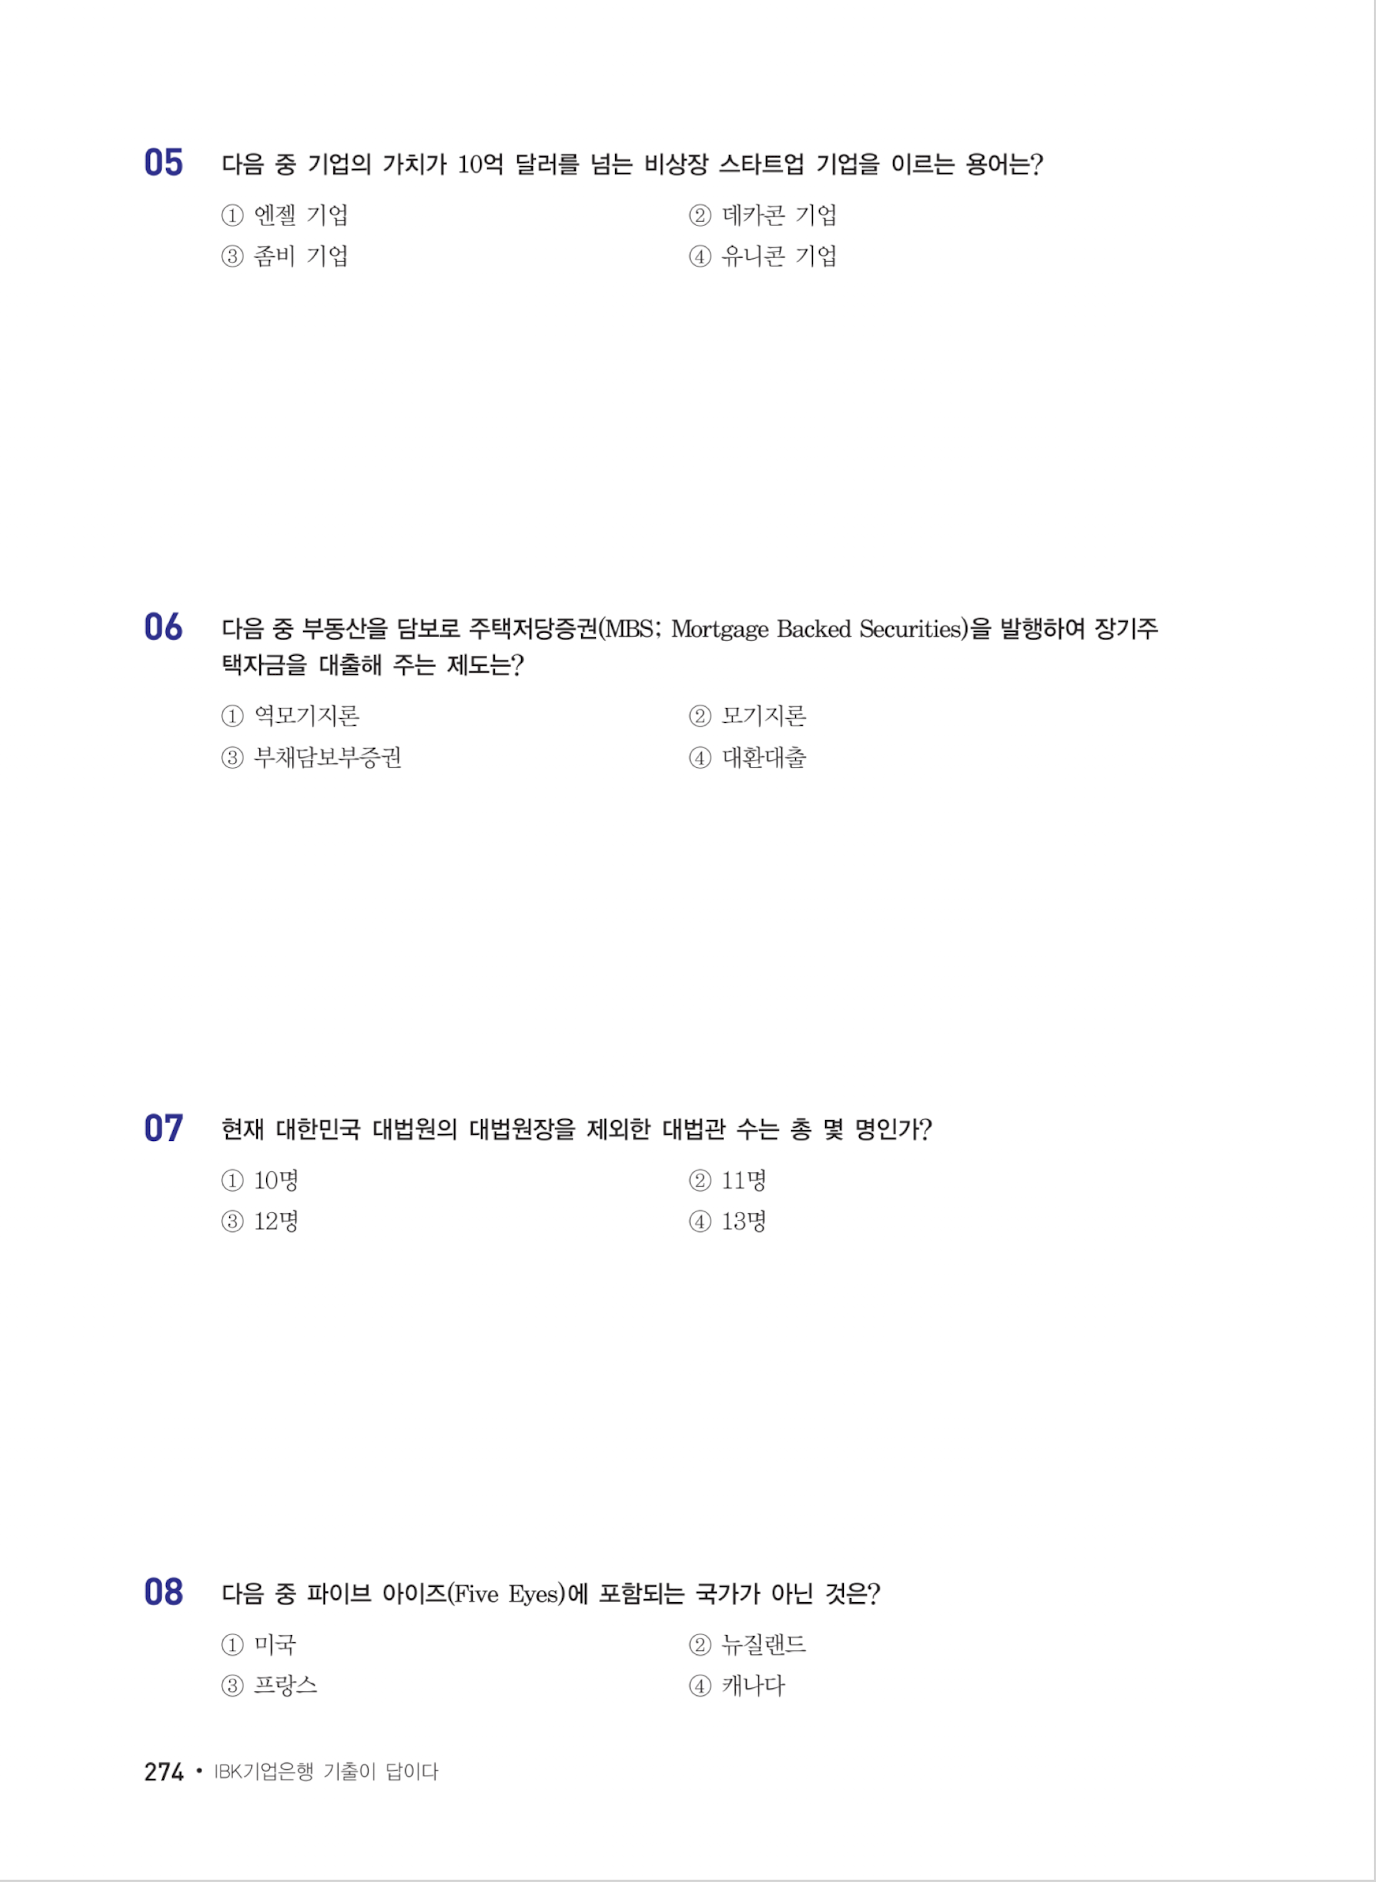 05 다음 중 기업의 가치가 10억 달러를 넘는 비상장 스타트업 기업을 이르는 용어는?
① 엔젤 기업 ② 데카콘 기업
③ 좀비 기업 ④ 유니콘 기업
06 다음 중 부동산을 담보로 주택저당증권(MBS; Mortgage Backed Securities)을 발행하여 장기주
택자금을 대출해 주는 제도는?
① 역모기지론 ② 모기지론
③ 부채담보부증권 ④ 대환대출
07 현재 대한민국 대법원의 대법원장을 제외한 대법관 수는 총 몇 명인가?
① 10명 ② 11명
③ 12명 ④ 13명
08 다음 중 파이브 아이즈(Five Eyes)에 포함되는 국가가 아닌 것은?
① 미국 ② 뉴질랜드
③ 프랑스 ④ 캐나다
274 • IBK기업은행 기출이 답이다